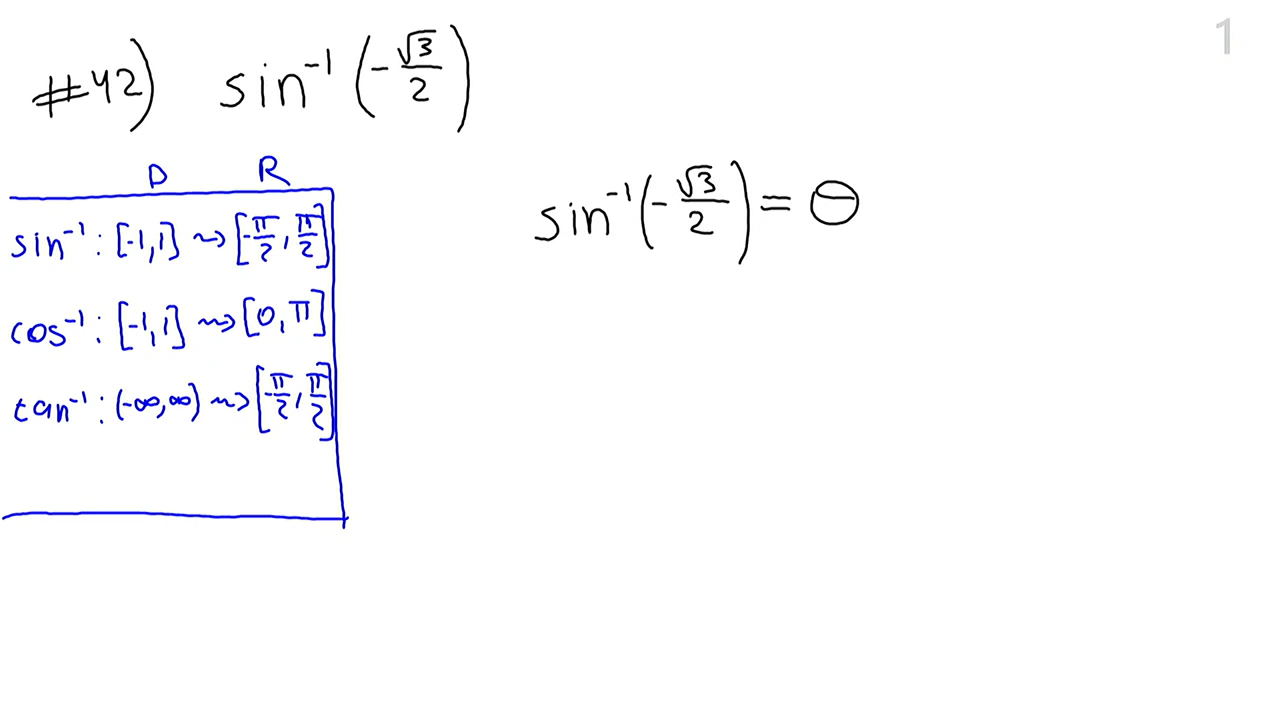 1
#42) sin⁻¹(-√3/2)
D R
sin⁻¹: [-1,1] ⇝ [-π/2, π/2]
cos⁻¹: [-1,1] ⇝ [0, π]
tan⁻¹: (-∞,∞) ⇝ [-π/2, π/2]
sin⁻¹(-√3/2) = Θ